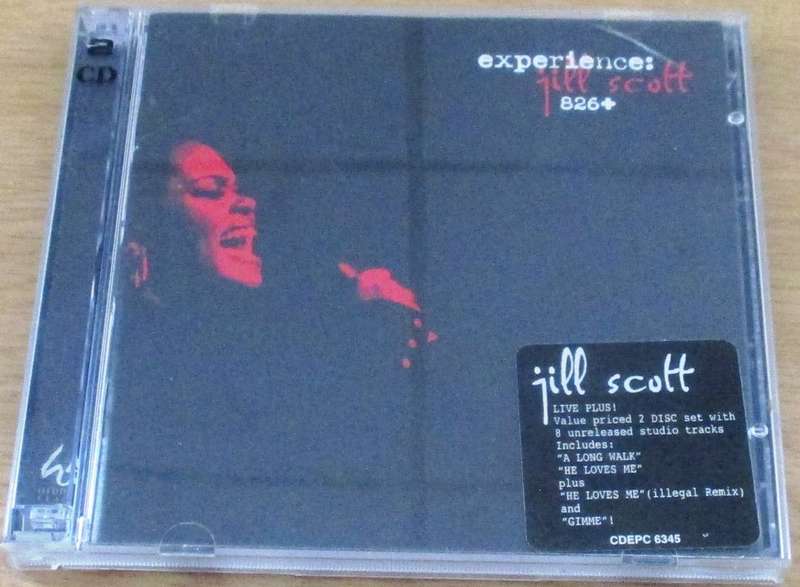 2
CD
experience:
jill scott
826+
jill scott
LIVE PLUS!
Value priced 2 DISC set with
8 unreleased studio tracks
Includes:
"A LONG WALK"
"HE LOVES ME"
plus
"HE LOVES ME"(illegal Remix)
and
"GIMME"!
CDEPC 6345